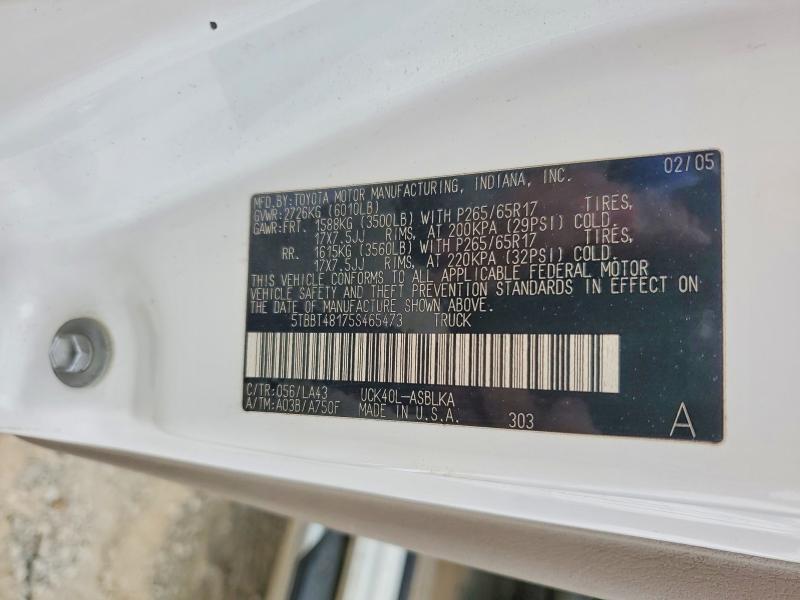 02/05
MFD.BY:TOYOTA MOTOR MANUFACTURING, INDIANA, INC.
GVWR:2726KG (6010LB)
GAWR:FRT. 1588KG (3500LB) WITH P265/65R17 TIRES,
17X7.5JJ RIMS, AT 200KPA (29PSI) COLD.
RR. 1615KG (3560LB) WITH P265/65R17 TIRES,
17X7.5JJ RIMS, AT 220KPA (32PSI) COLD.
THIS VEHICLE CONFORMS TO ALL APPLICABLE FEDERAL MOTOR
VEHICLE SAFETY AND THEFT PREVENTION STANDARDS IN EFFECT ON
THE DATE OF MANUFACTURE SHOWN ABOVE.
5TBBT48175S465473 TRUCK
C/TR:056/LA43 UCK40L-ASBLKA
A/TM:A03B/A750F MADE IN U.S.A. 303 A